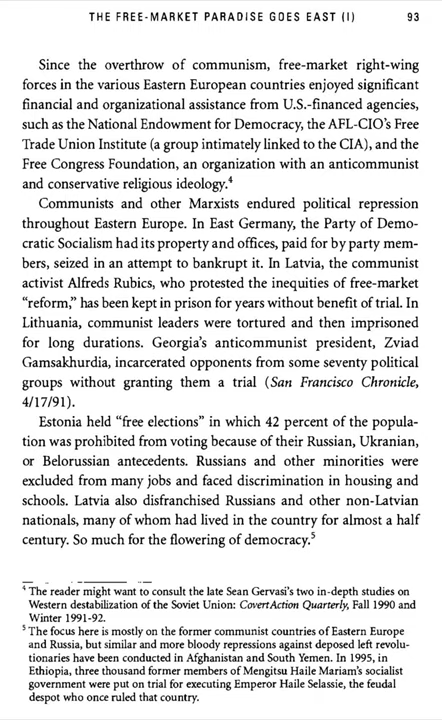 THE FREE-MARKET PARADISE GOES EAST (I) 93
Since the overthrow of communism, free-market right-wing
forces in the various Eastern European countries enjoyed significant
financial and organizational assistance from U.S.-financed agencies,
such as the National Endowment for Democracy, the AFL-CIO's Free
Trade Union Institute (a group intimately linked to the CIA), and the
Free Congress Foundation, an organization with an anticommunist
and conservative religious ideology.⁴
Communists and other Marxists endured political repression
throughout Eastern Europe. In East Germany, the Party of Demo-
cratic Socialism had its property and offices, paid for by party mem-
bers, seized in an attempt to bankrupt it. In Latvia, the communist
activist Alfreds Rubics, who protested the inequities of free-market
“reform,” has been kept in prison for years without benefit of trial. In
Lithuania, communist leaders were tortured and then imprisoned
for long durations. Georgia's anticommunist president, Zviad
Gamsakhurdia, incarcerated opponents from some seventy political
groups without granting them a trial (San Francisco Chronicle,
4/17/91).
Estonia held “free elections” in which 42 percent of the popula-
tion was prohibited from voting because of their Russian, Ukranian,
or Belorussian antecedents. Russians and other minorities were
excluded from many jobs and faced discrimination in housing and
schools. Latvia also disfranchised Russians and other non-Latvian
nationals, many of whom had lived in the country for almost a half
century. So much for the flowering of democracy.⁵
⁴ The reader might want to consult the late Sean Gervasi's two in-depth studies on
Western destabilization of the Soviet Union: CovertAction Quarterly, Fall 1990 and
Winter 1991-92.
⁵ The focus here is mostly on the former communist countries of Eastern Europe
and Russia, but similar and more bloody repressions against deposed left revolu-
tionaries have been conducted in Afghanistan and South Yemen. In 1995, in
Ethiopia, three thousand former members of Mengitsu Haile Mariam's socialist
government were put on trial for executing Emperor Haile Selassie, the feudal
despot who once ruled that country.